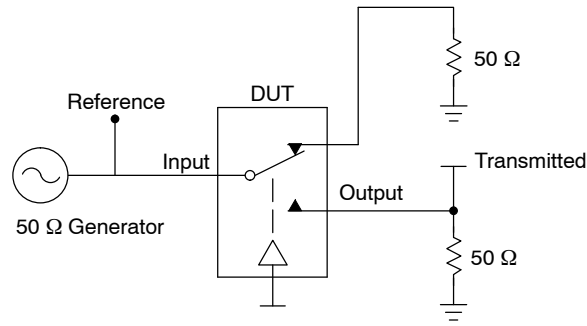 50 Ω
DUT
Reference
Input
Transmitted
Output
50 Ω Generator
50 Ω